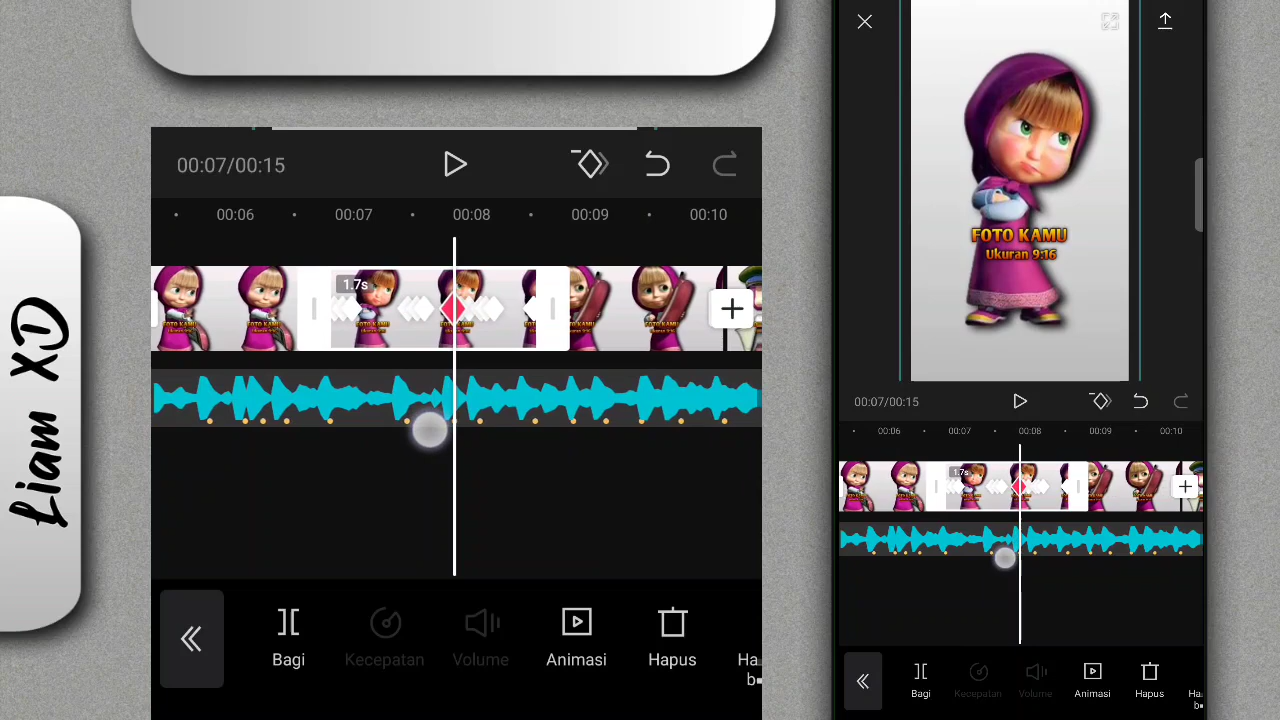 Liam XD
00:07/00:15
00:06 00:07 00:08 00:09 00:10
1.7s
Bagi Kecepatan Volume Animasi Hapus Ha
b
FOTO KAMU
Ukuran 9:16
00:07/00:15
00:06 00:07 00:08 00:09 00:10
1.7s
Bagi Kecepatan Volume Animasi Hapus Ha
b